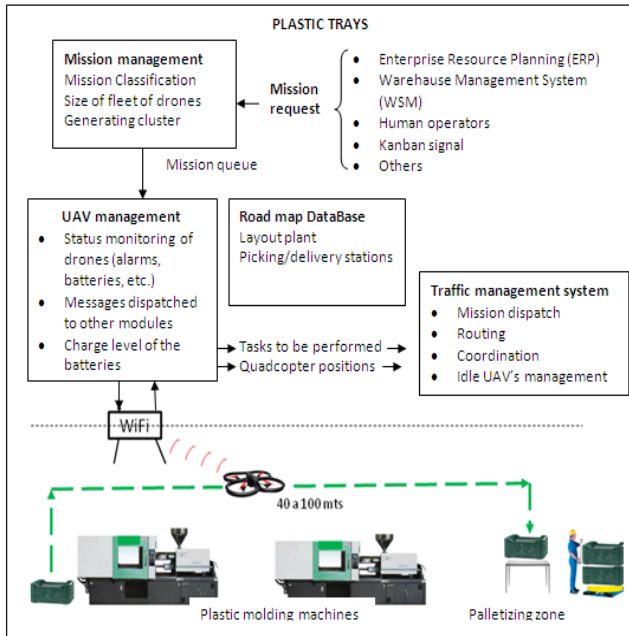 PLASTIC TRAYS
Mission management
Mission Classification
Size of fleet of drones
Generating cluster
Mission
request
● Enterprise Resource Planning (ERP)
● Warehause Management System
(WSM)
● Human operators
● Kanban signal
● Others
Mission queue
UAV management
● Status monitoring of
drones (alarms,
batteries, etc.)
● Messages dispatched
to other modules
● Charge level of the
batteries
Road map DataBase
Layout plant
Picking/delivery stations
Traffic management system
● Mission dispatch
● Routing
● Coordination
● Idle UAV's management
Tasks to be performed
Quadcopter positions
WiFi
40 a 100 mts
Plastic molding machines
Palletizing zone